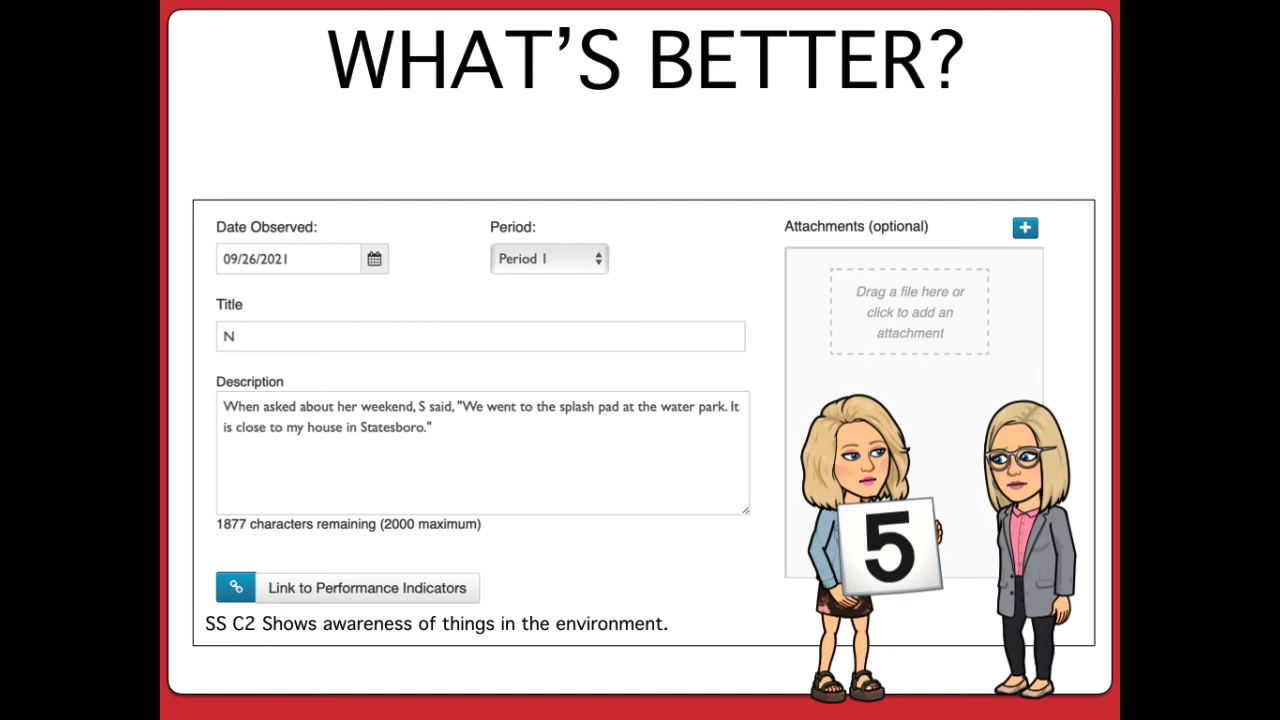 WHAT’S BETTER?
Date Observed:
Period:
Attachments (optional)
+
09/26/2021
Period 1
Drag a file here or
click to add an
attachment
Title
N
Description
When asked about her weekend, S said, "We went to the splash pad at the water park. It
is close to my house in Statesboro."
1877 characters remaining (2000 maximum)
5
Link to Performance Indicators
SS C2 Shows awareness of things in the environment.